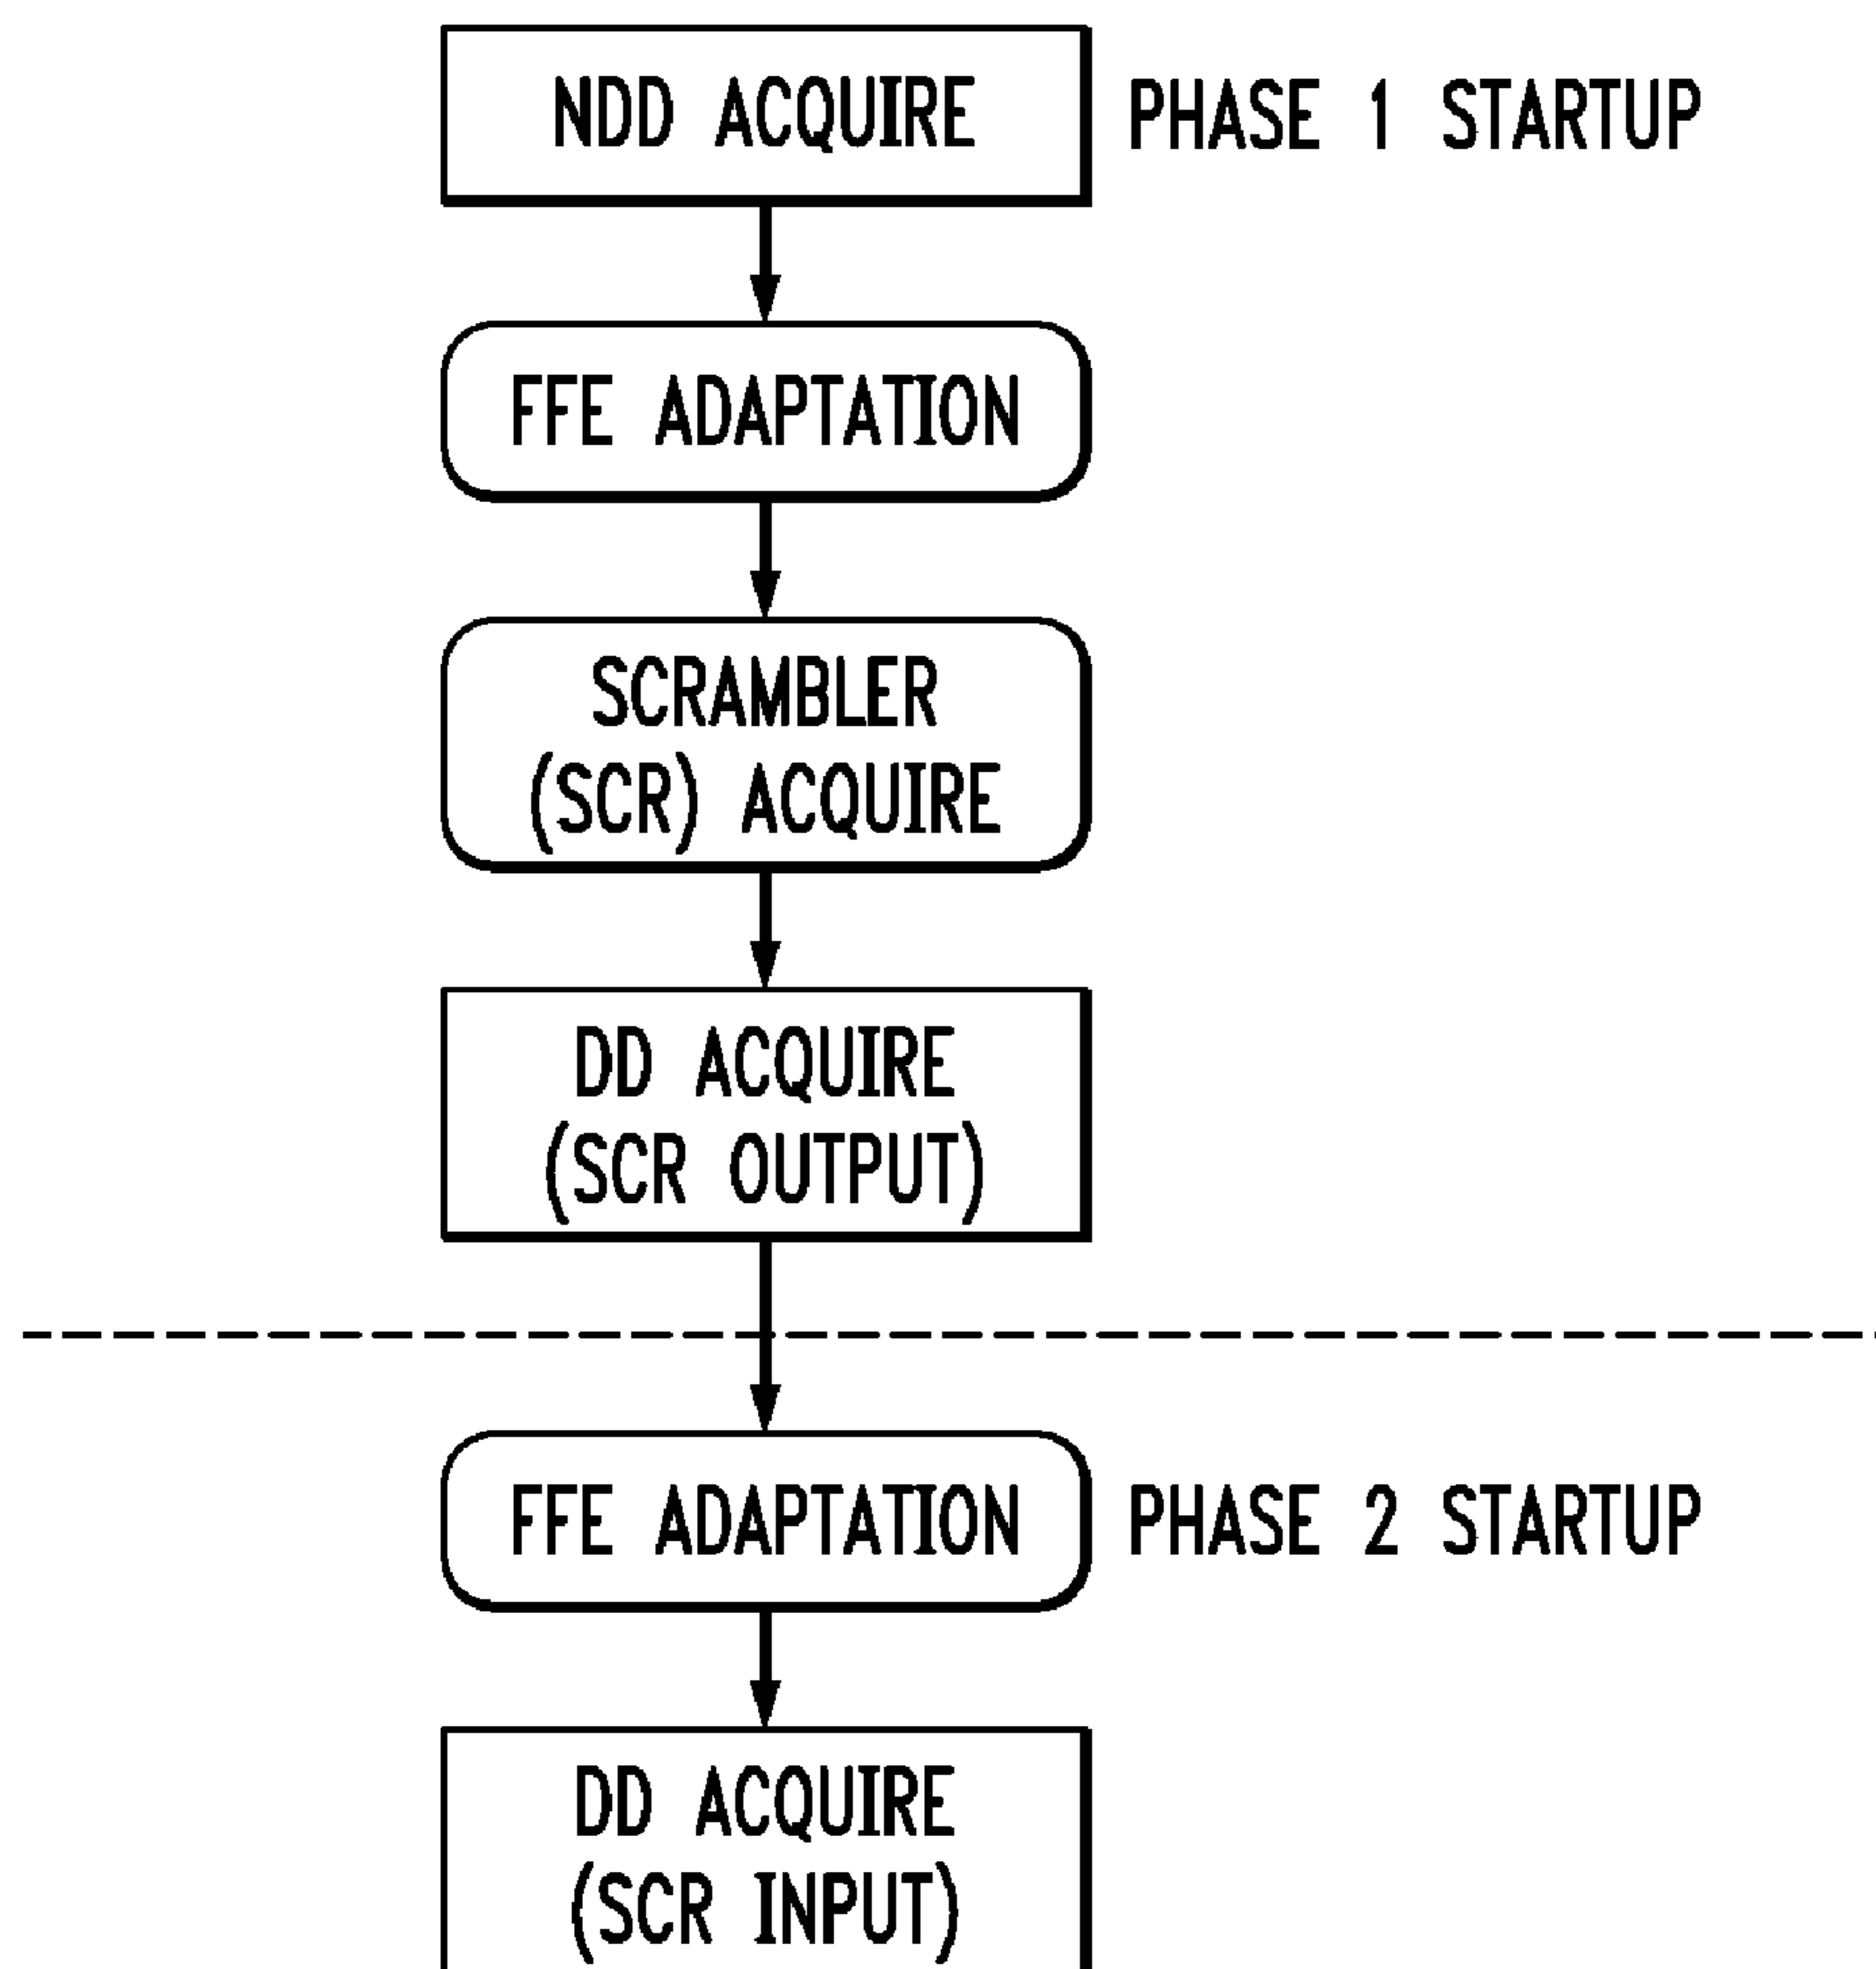 NDD ACQUIRE
PHASE 1 STARTUP
FFE ADAPTATION
SCRAMBLER
(SCR) ACQUIRE
DD ACQUIRE
(SCR OUTPUT)
FFE ADAPTATION
PHASE 2 STARTUP
DD ACQUIRE
(SCR INPUT)